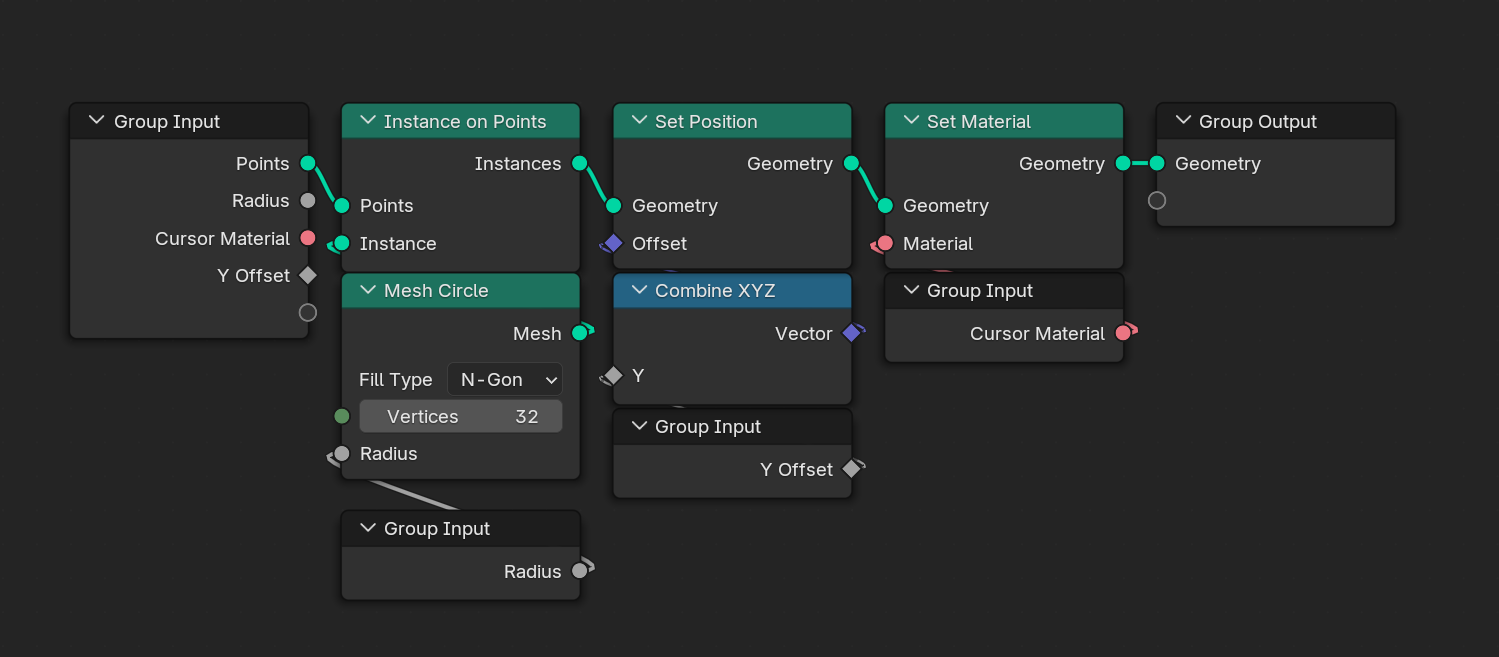 Group Input
Points
Radius
Cursor Material
Y Offset
Instance on Points
Instances
Points
Instance
Mesh Circle
Mesh
Fill Type N-Gon
Vertices 32
Radius
Group Input
Radius
Set Position
Geometry
Geometry
Offset
Combine XYZ
Vector
Y
Group Input
Y Offset
Set Material
Geometry
Geometry
Material
Group Input
Cursor Material
Group Output
Geometry